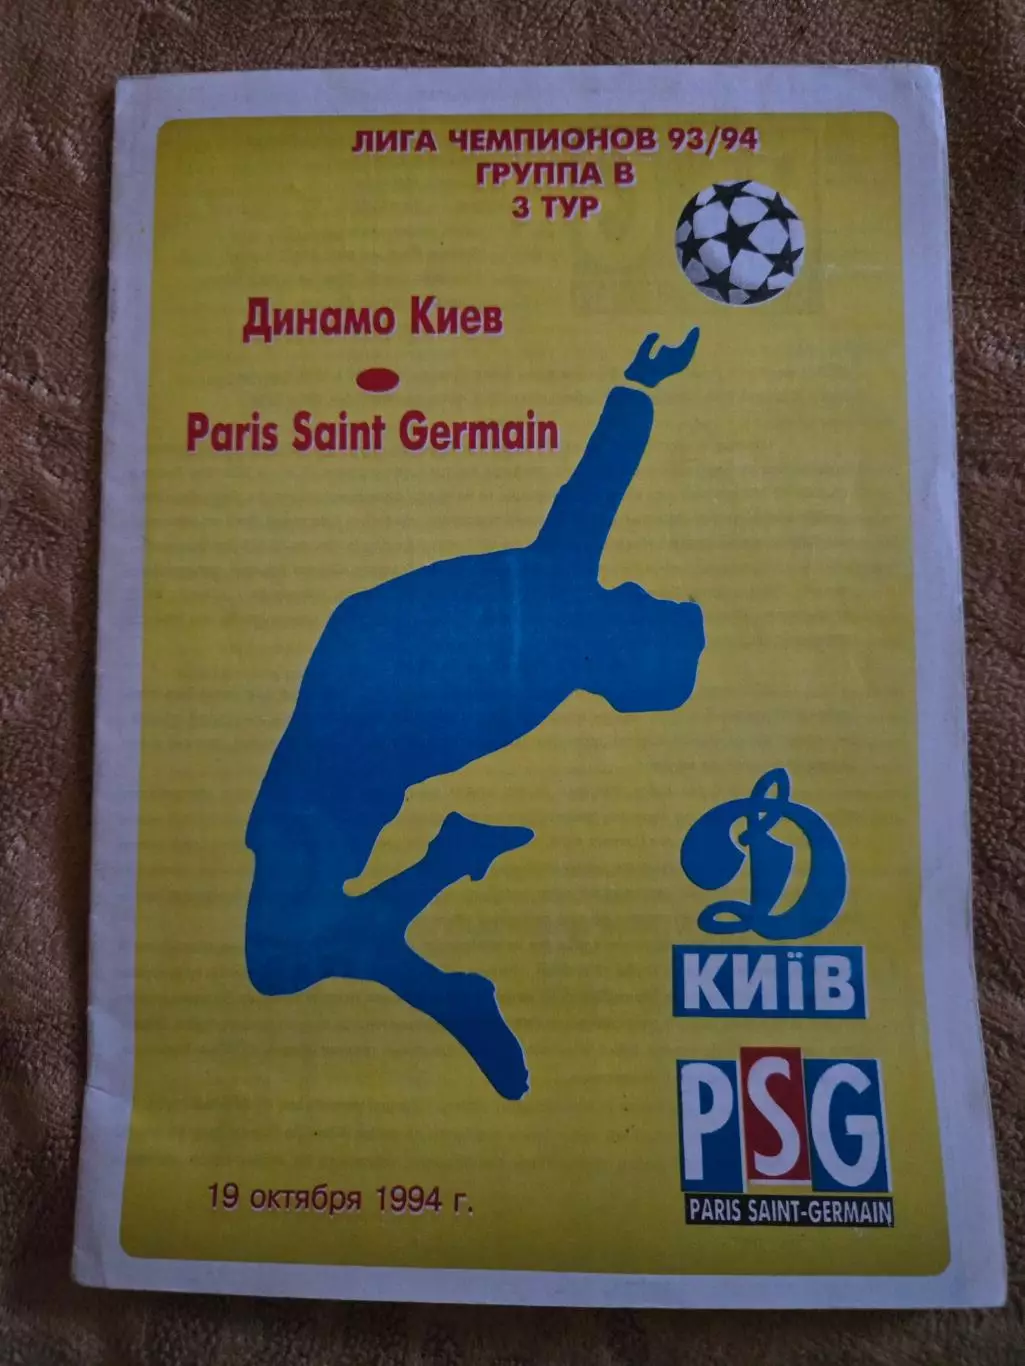 ЛИГА ЧЕМПИОНОВ 93/94
ГРУППА В
3 ТУР
Динамо Киев
Paris Saint Germain
Д
КИЇВ
PSG
PARIS SAINT-GERMAIN
19 октября 1994 г.